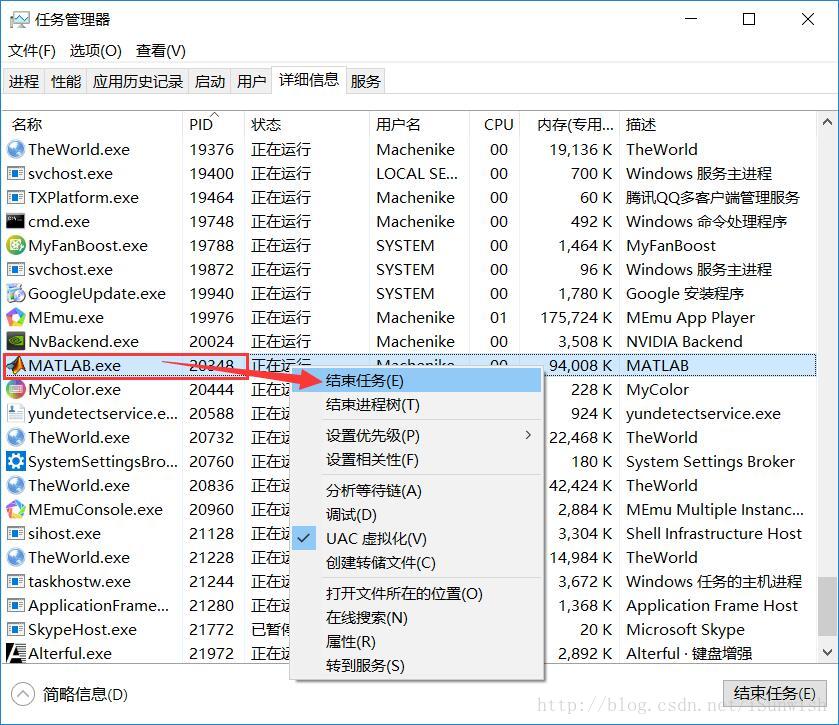 任务管理器
文件(F) 选项(O) 查看(V)
进程 性能 应用历史记录 启动 用户 详细信息 服务
名称 PID 状态 用户名 CPU 内存(专用... 描述
TheWorld.exe 19376 正在运行 Machenike 00 19,136 K TheWorld
svchost.exe 19400 正在运行 LOCAL SE... 00 700 K Windows 服务主进程
TXPlatform.exe 19464 正在运行 Machenike 00 60 K 腾讯QQ多客户端管理服务
cmd.exe 19748 正在运行 Machenike 00 492 K Windows 命令处理程序
MyFanBoost.exe 19788 正在运行 SYSTEM 00 1,464 K MyFanBoost
svchost.exe 19872 正在运行 SYSTEM 00 96 K Windows 服务主进程
GoogleUpdate.exe 19940 正在运行 SYSTEM 00 1,780 K Google 安装程序
MEmu.exe 19976 正在运行 Machenike 01 175,724 K MEmu App Player
NvBackend.exe 20024 正在运行 Machenike 00 3,508 K NVIDIA Backend
MATLAB.exe 20348 正在运行 Machenike 00 94,008 K MATLAB
结束任务(E)
MyColor.exe 20444 正在运 228 K MyColor
结束进程树(T)
yundetectservice.e... 20588 正在运 924 K yundetectservice.exe
TheWorld.exe 20732 正在运 设置优先级(P) 22,468 K TheWorld
SystemSettingsBro... 20760 正在运 设置相关性(F) 180 K System Settings Broker
TheWorld.exe 20836 正在运 分析等待链(A) 42,424 K TheWorld
MEmuConsole.exe 20960 正在运 调试(D) 2,884 K MEmu Multiple Instanc...
sihost.exe 21128 正在运 UAC 虚拟化(V) 3,304 K Shell Infrastructure Host
TheWorld.exe 21228 正在运 创建转储文件(C) 14,984 K TheWorld
taskhostw.exe 21244 正在运 3,672 K Windows 任务的主机进程
打开文件所在的位置(O)
ApplicationFrame... 21280 正在运 1,368 K Application Frame Host
在线搜索(N)
SkypeHost.exe 21772 已暂停 20 K Microsoft Skype
属性(R)
Alterful.exe 21972 正在运 2,892 K Alterful · 键盘增强
转到服务(S)
简略信息(D) 结束任务(E)
http://blog.csdn.net/iSunwish